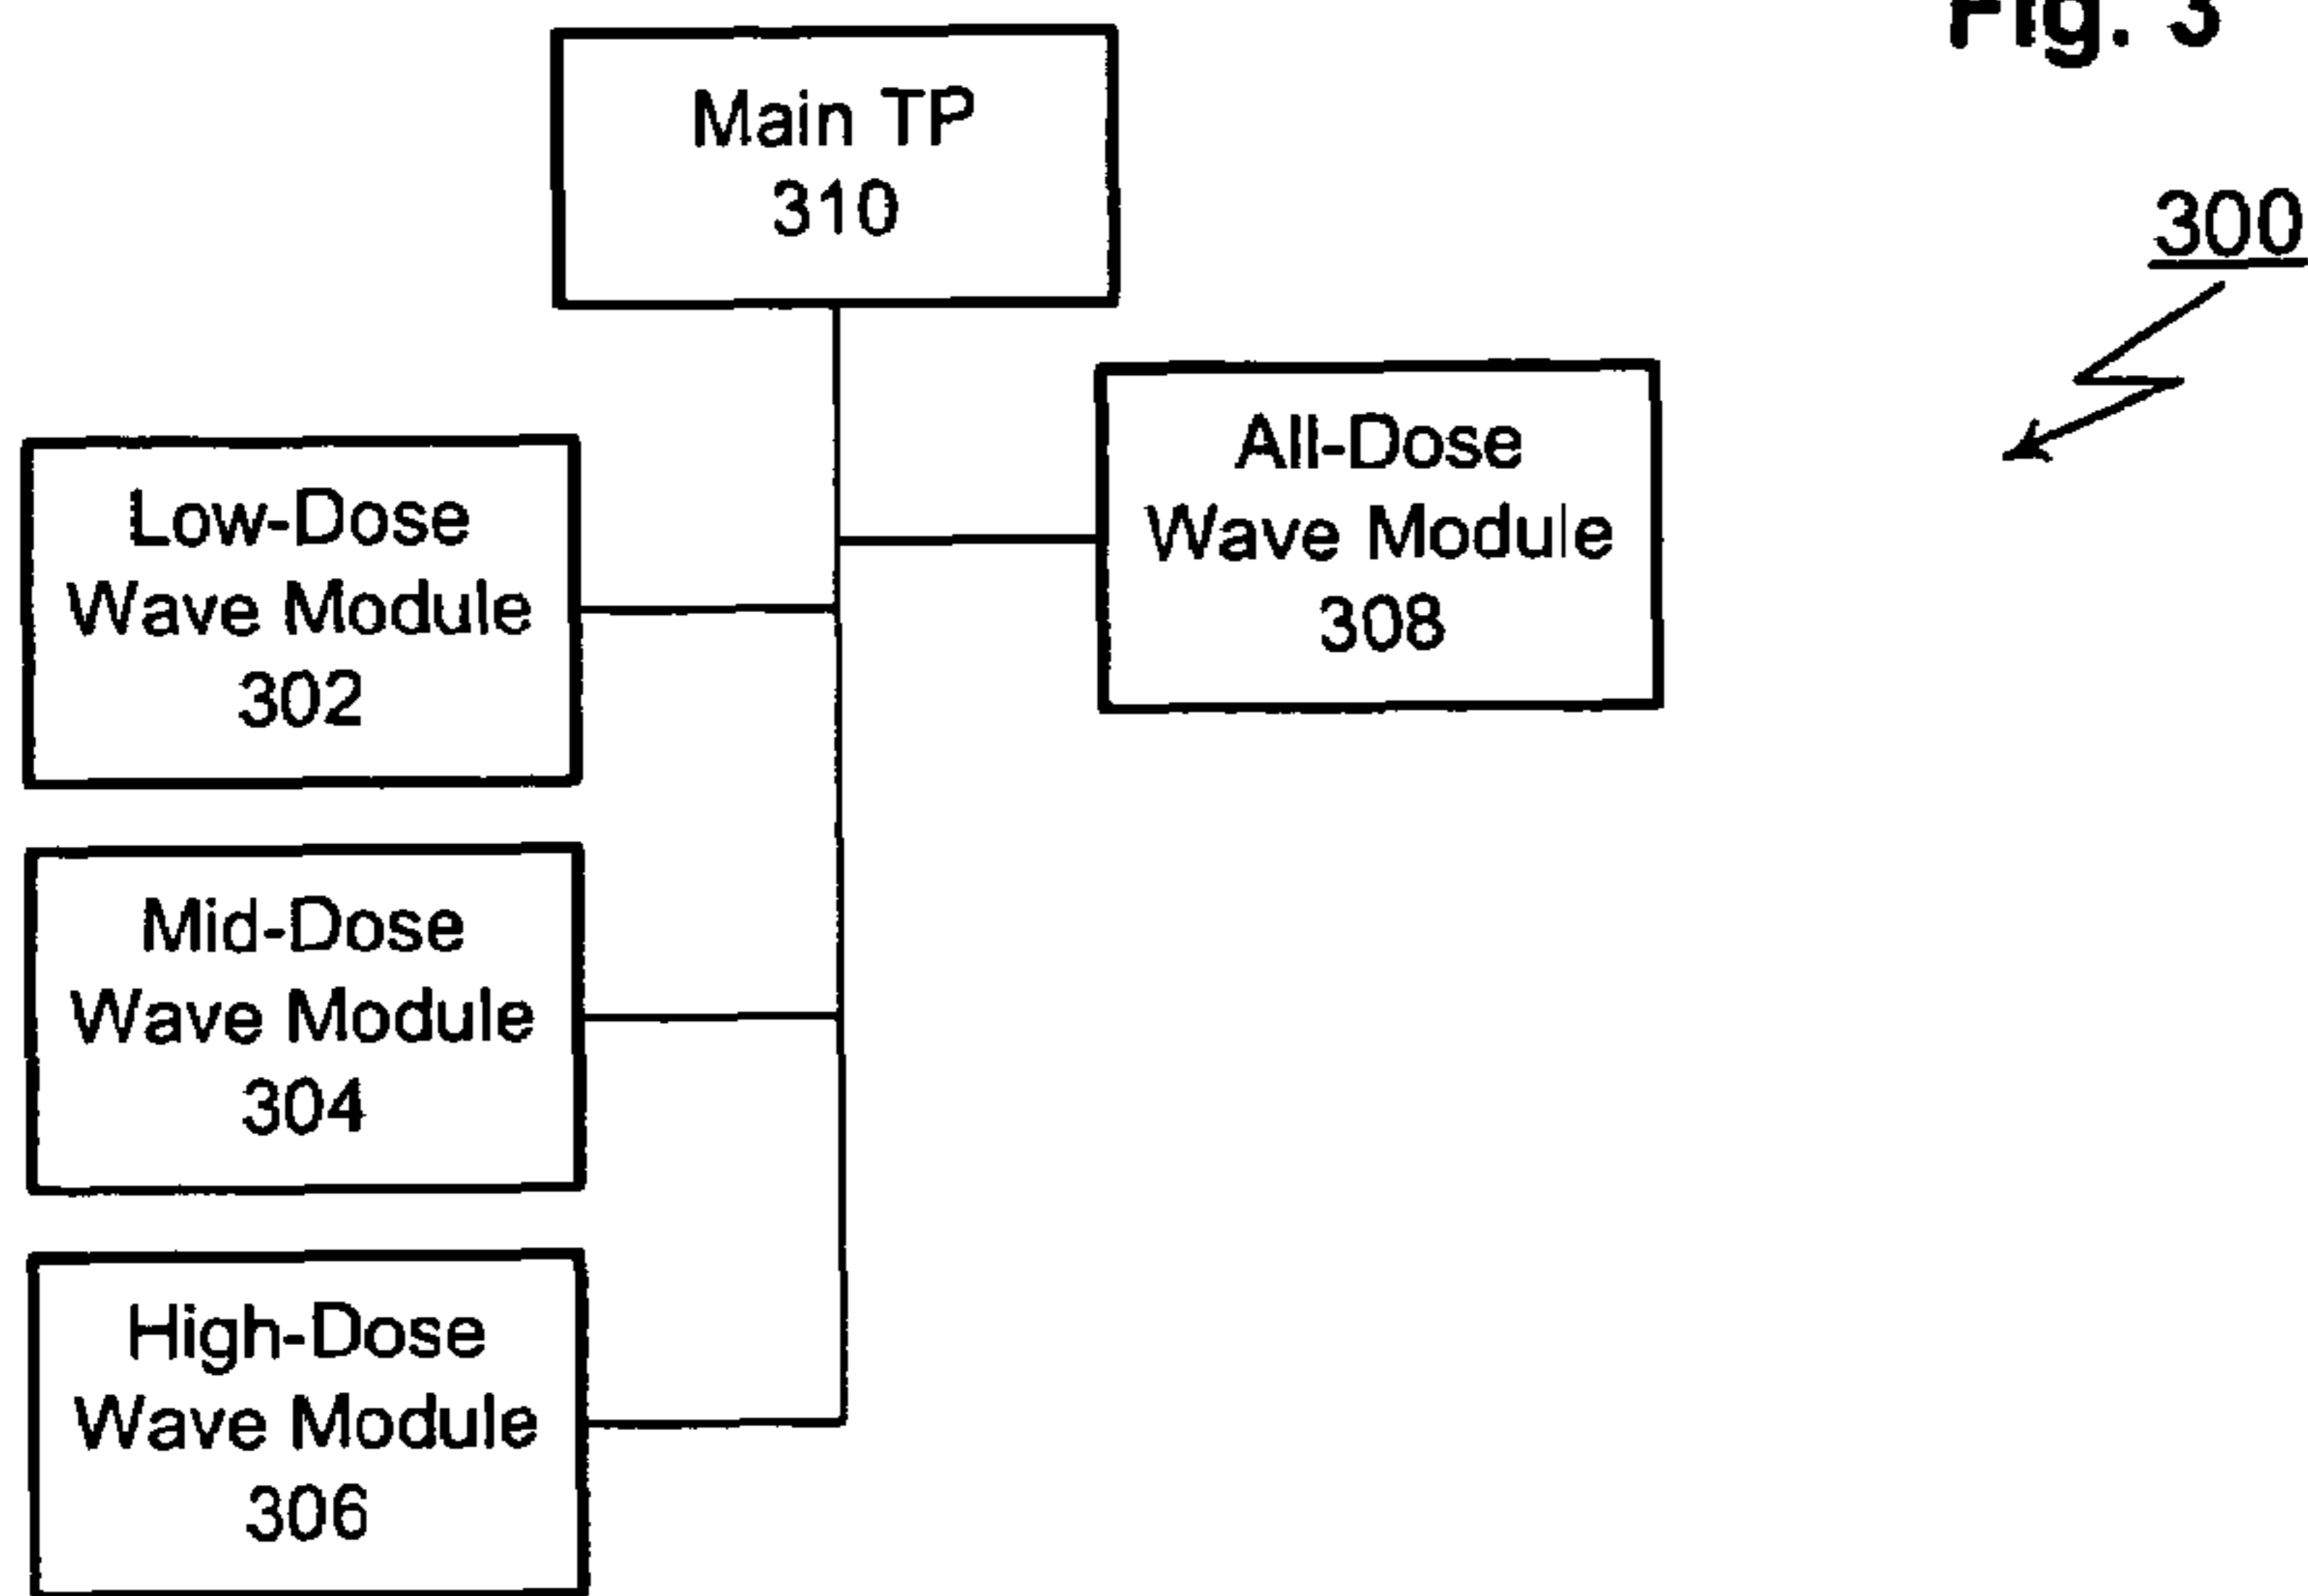 Fig. 3
Main TP
310
300
All-Dose
Wave Module
308
Low-Dose
Wave Module
302
Mid-Dose
Wave Module
304
High-Dose
Wave Module
306